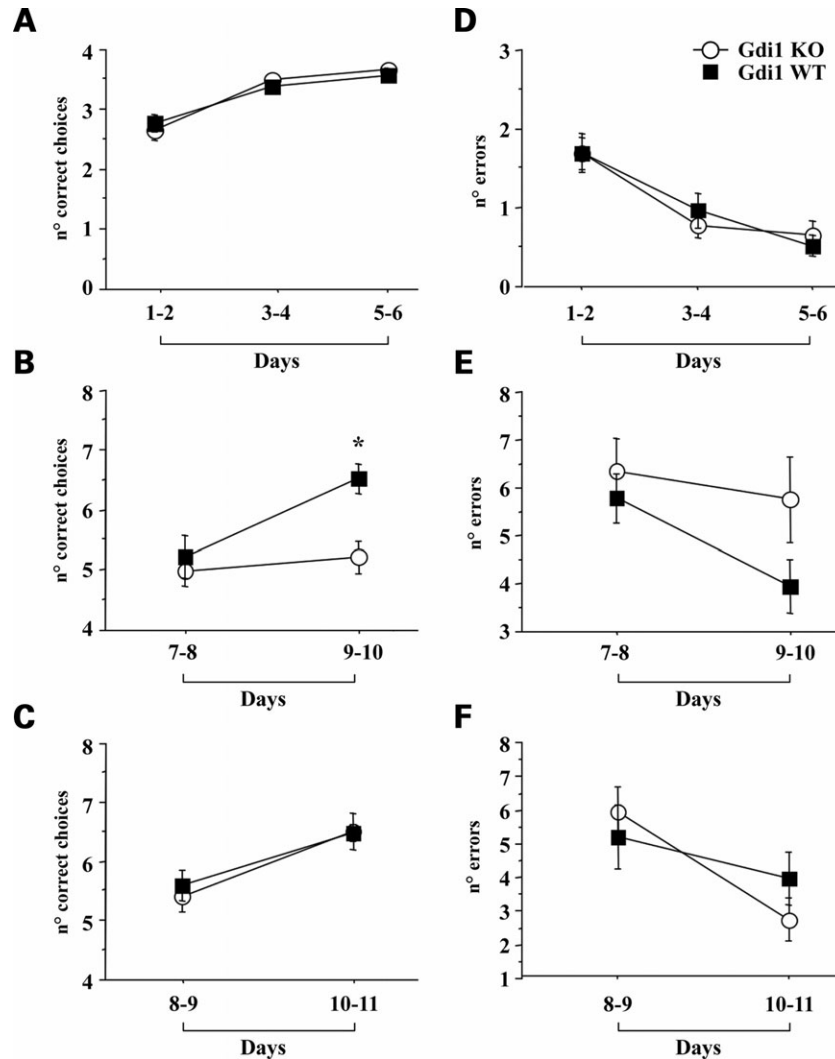 A
n° correct choices
4
3
2
1
0
1-2 3-4 5-6
Days
D
n° errors
3
2
1
0
Gdi1 KO
Gdi1 WT
1-2 3-4 5-6
Days
B
n° correct choices
8
7
6
5
4
*
7-8 9-10
Days
E
n° errors
8
7
6
5
4
3
7-8 9-10
Days
C
n° correct choices
8
7
6
5
4
8-9 10-11
Days
F
n° errors
8
7
6
5
4
3
2
1
8-9 10-11
Days